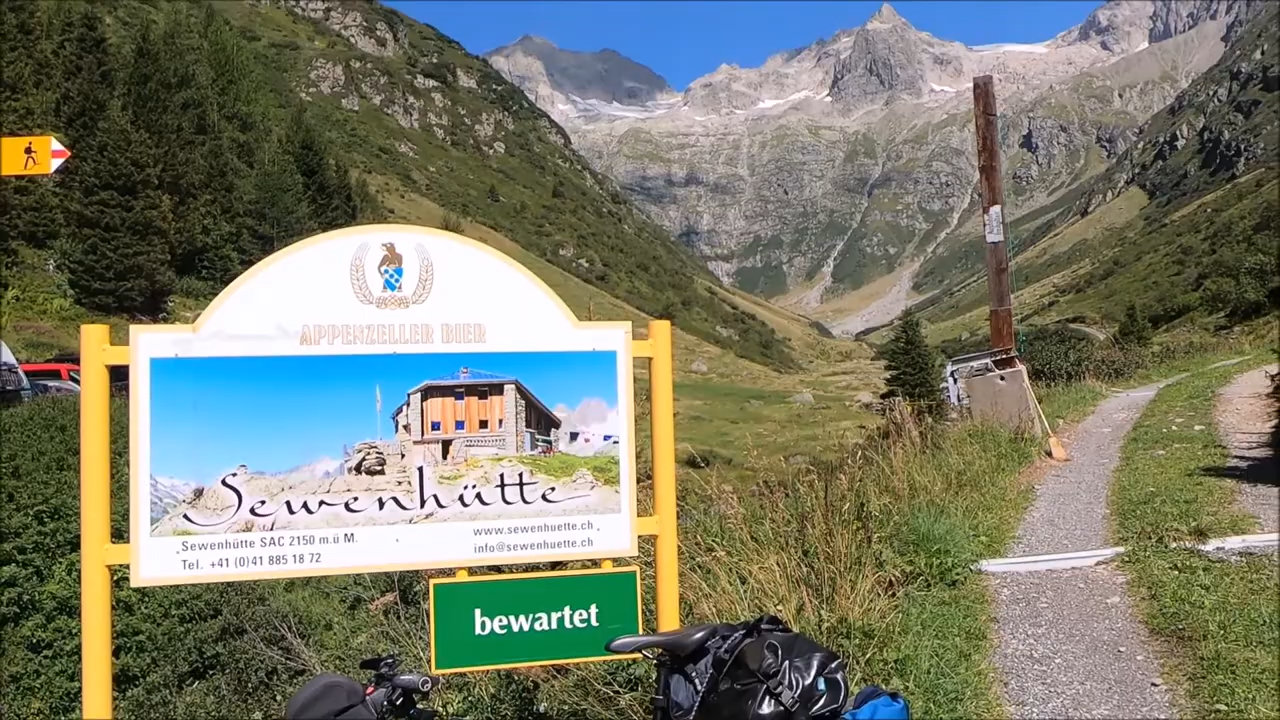 APPENZELLER BIER
Sewenhütte
Sewenhütte SAC 2150 m.ü M.
Tel. +41 (0)41 885 18 72
www.sewenhuette.ch
info@sewenhuette.ch
bewartet